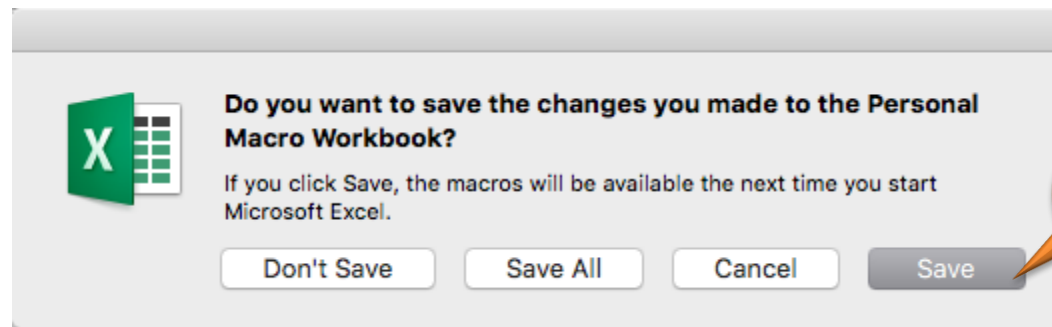 Do you want to save the changes you made to the Personal
Macro Workbook?
If you click Save, the macros will be available the next time you start
Microsoft Excel.
Don't Save Save All Cancel Save
X